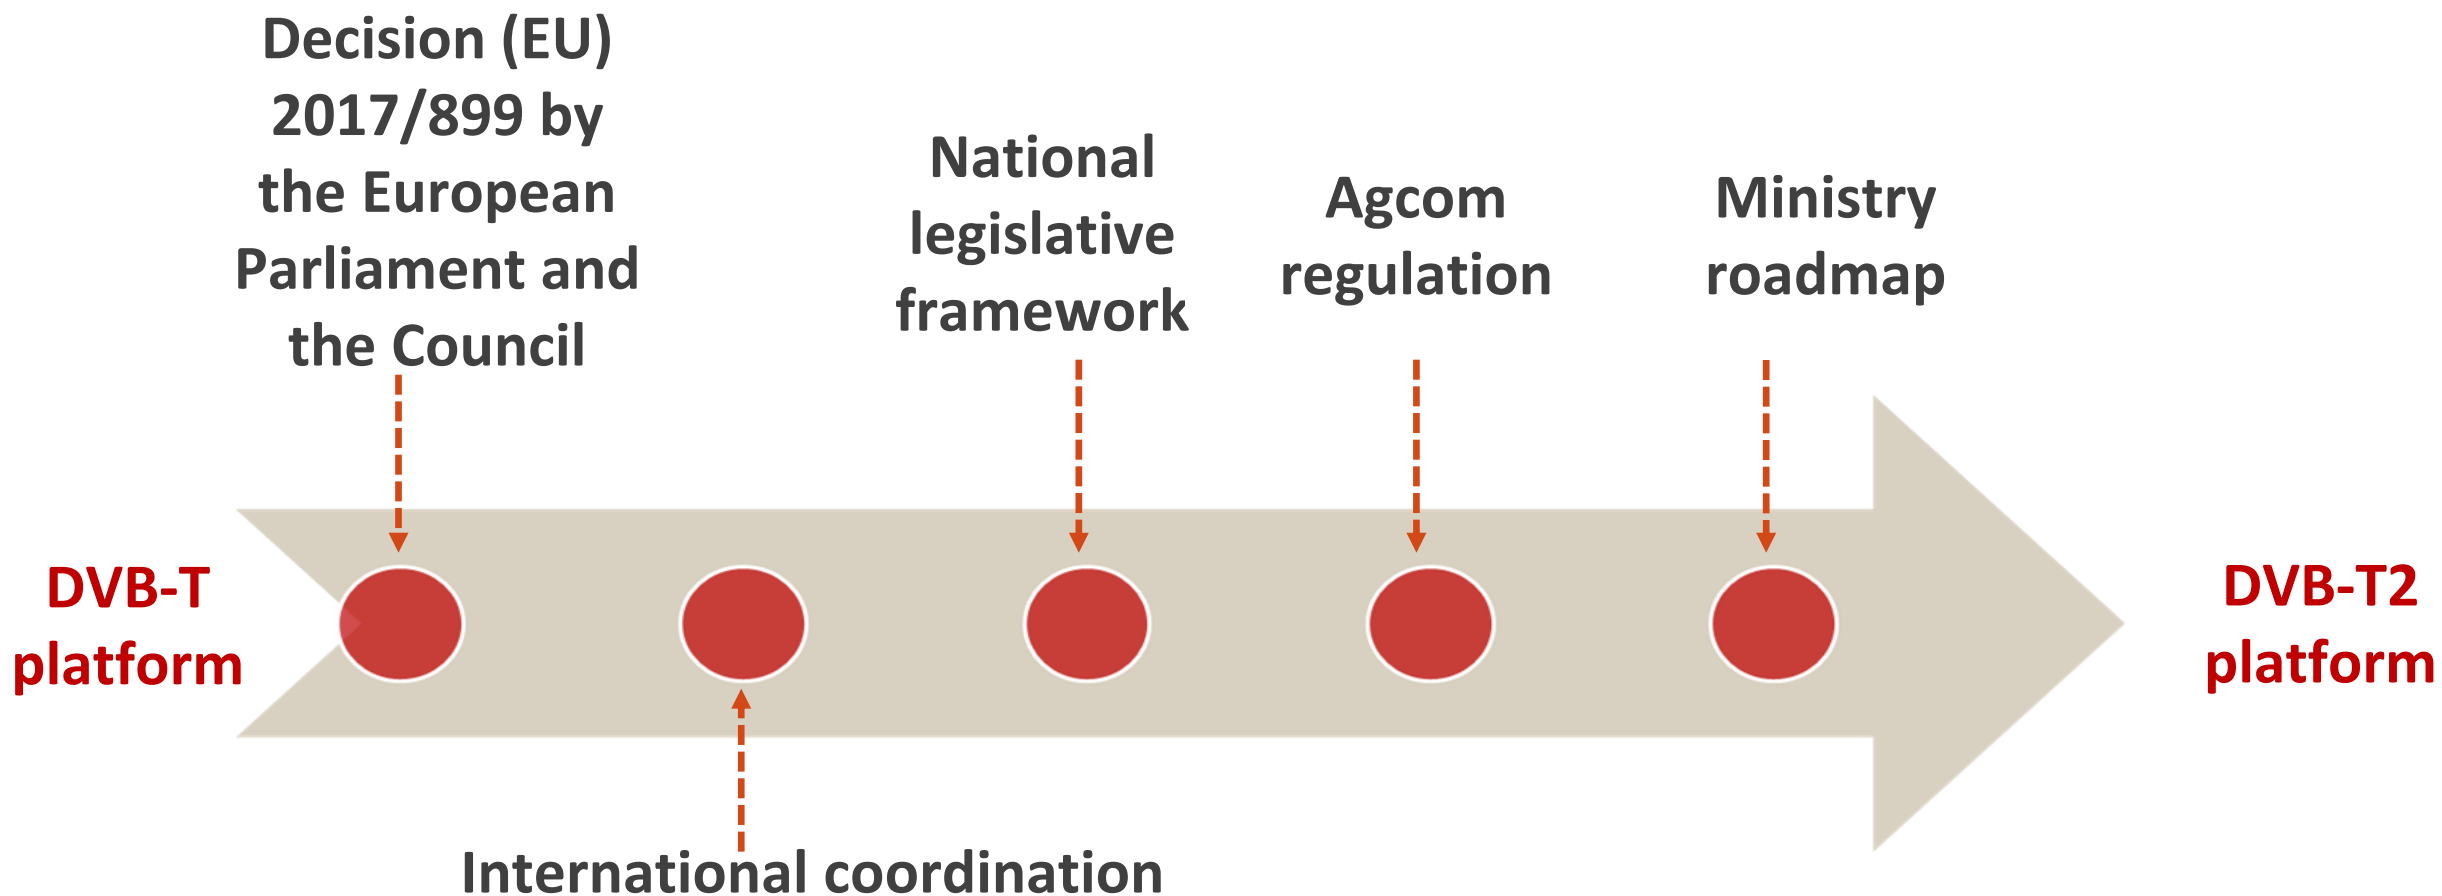 Decision (EU)
2017/899 by
the European
Parliament and
the Council
National
legislative
framework
Agcom
regulation
Ministry
roadmap
DVB-T
platform
DVB-T2
platform
International coordination